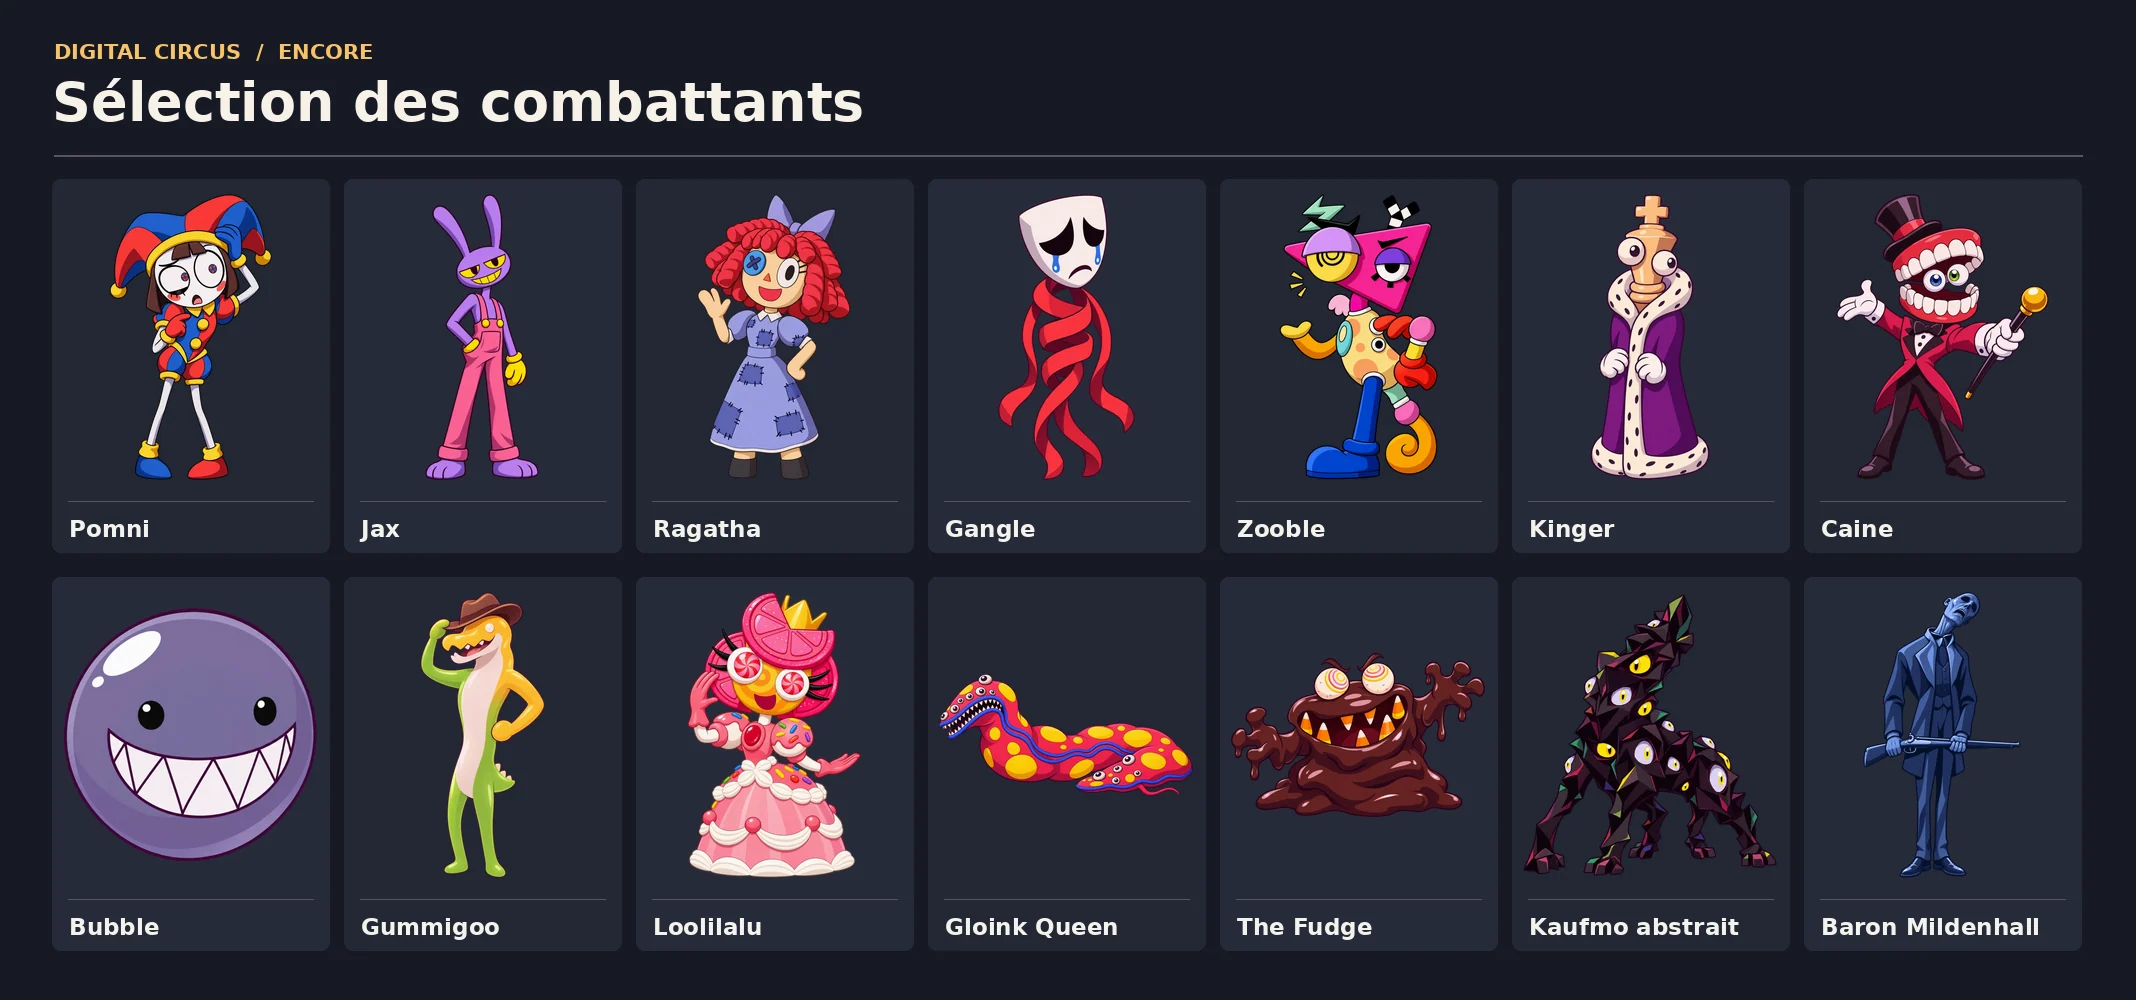 DIGITAL CIRCUS / ENCORE
Sélection des combattants
Pomni
Jax
Ragatha
Gangle
Zooble
Kinger
Caine
Bubble
Gummigoo
Loolilalu
Gloink Queen
The Fudge
Kaufmo abstrait
Baron Mildenhall